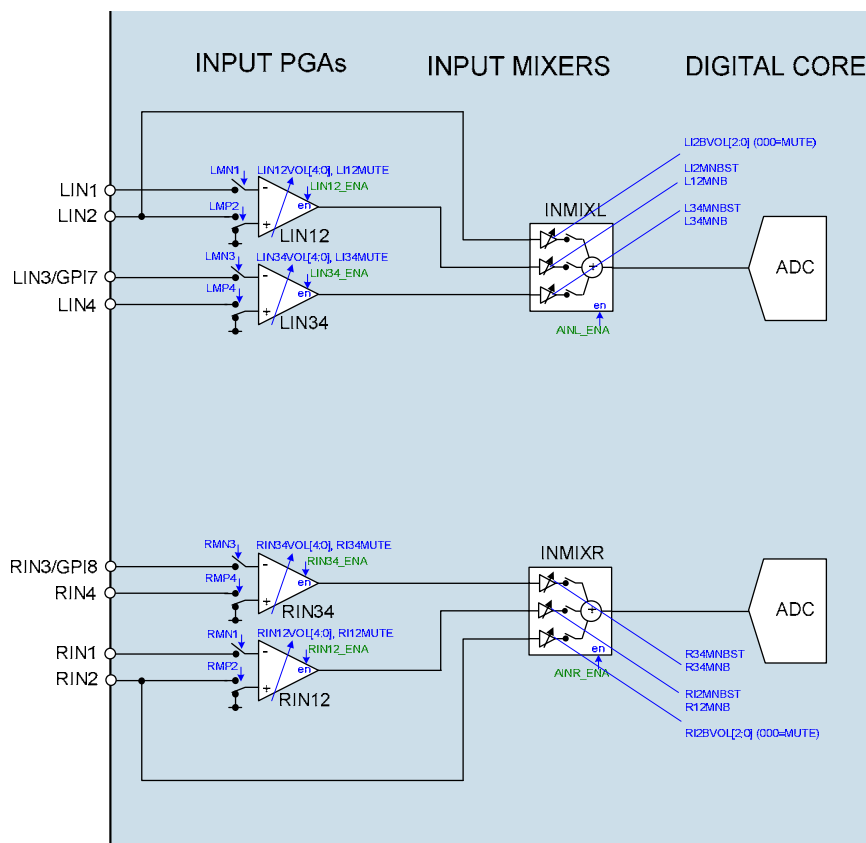 INPUT PGAs
INPUT MIXERS
DIGITAL CORE
LI2BVOL[2:0] (000=MUTE)
LMN1
LIN12VOL[4:0], LI12MUTE
LI2MNBST
LIN1
LIN12_ENA
L12MNB
-
LMP2
en
INMIXL
L34MNBST
LIN2
L34MNB
+
LIN12
LMN3
LIN34VOL[4:0], LI34MUTE
LIN3/GPI7
LIN34_ENA
-
+
ADC
LMP4
en
LIN4
+
en
LIN34
AINL_ENA
RMN3
RIN34VOL[4:0], RI34MUTE
INMIXR
RIN3/GPI8
RIN34_ENA
-
RMP4
en
RIN4
+
RIN34
+
ADC
RMN1
RIN12VOL[4:0], RI12MUTE
RIN1
RIN12_ENA
-
en
R34MNBST
RMP2
en
R34MNB
RIN2
AINR_ENA
+
RI2MNBST
RIN12
R12MNB
RI2BVOL[2:0] (000=MUTE)